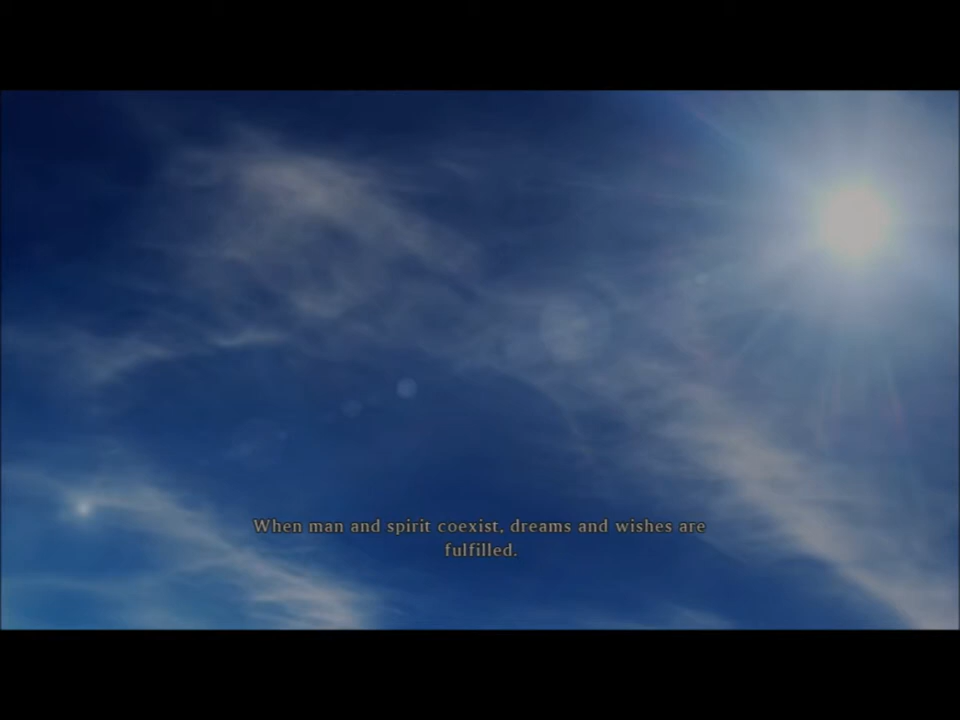 When man and spirit coexist, dreams and wishes are
fulfilled.